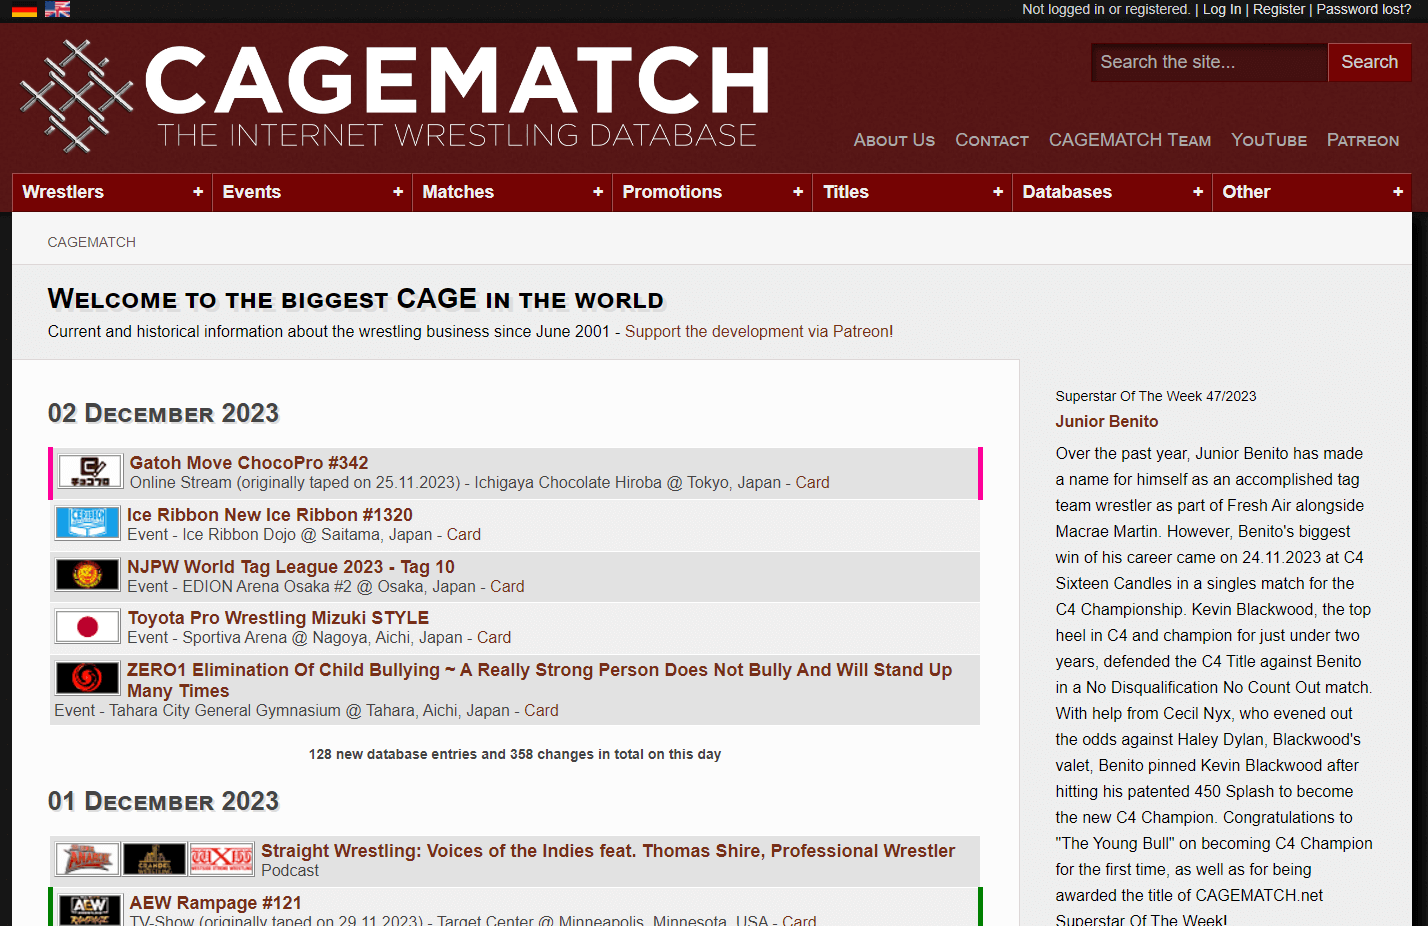 Not logged in or registered. | Log In | Register | Password lost?
CAGEMATCH
THE INTERNET WRESTLING DATABASE
Search the site...
Search
About Us
Contact
CAGEMATCH Team
YouTube
Patreon
Wrestlers +
Events +
Matches +
Promotions +
Titles +
Databases +
Other +
CAGEMATCH
Welcome to the biggest CAGE in the world
Current and historical information about the wrestling business since June 2001 - Support the development via Patreon!
02 December 2023
チョコプロ
Gatoh Move ChocoPro #342
Online Stream (originally taped on 25.11.2023) - Ichigaya Chocolate Hiroba @ Tokyo, Japan - Card
Ice Ribbon New Ice Ribbon #1320
Event - Ice Ribbon Dojo @ Saitama, Japan - Card
NJPW World Tag League 2023 - Tag 10
Event - EDION Arena Osaka #2 @ Osaka, Japan - Card
Toyota Pro Wrestling Mizuki STYLE
Event - Sportiva Arena @ Nagoya, Aichi, Japan - Card
ZERO1 Elimination Of Child Bullying ~ A Really Strong Person Does Not Bully And Will Stand Up
Many Times
Event - Tahara City General Gymnasium @ Tahara, Aichi, Japan - Card
128 new database entries and 358 changes in total on this day
01 December 2023
Straight Wrestling: Voices of the Indies feat. Thomas Shire, Professional Wrestler
Podcast
AEW
RAMPAGE
AEW Rampage #121
TV-Show (originally taped on 29.11.2023) - Target Center @ Minneapolis, Minnesota, USA - Card
Superstar Of The Week 47/2023
Junior Benito
Over the past year, Junior Benito has made
a name for himself as an accomplished tag
team wrestler as part of Fresh Air alongside
Macrae Martin. However, Benito's biggest
win of his career came on 24.11.2023 at C4
Sixteen Candles in a singles match for the
C4 Championship. Kevin Blackwood, the top
heel in C4 and champion for just under two
years, defended the C4 Title against Benito
in a No Disqualification No Count Out match.
With help from Cecil Nyx, who evened out
the odds against Haley Dylan, Blackwood's
valet, Benito pinned Kevin Blackwood after
hitting his patented 450 Splash to become
the new C4 Champion. Congratulations to
"The Young Bull" on becoming C4 Champion
for the first time, as well as for being
awarded the title of CAGEMATCH.net
Superstar Of The Week!